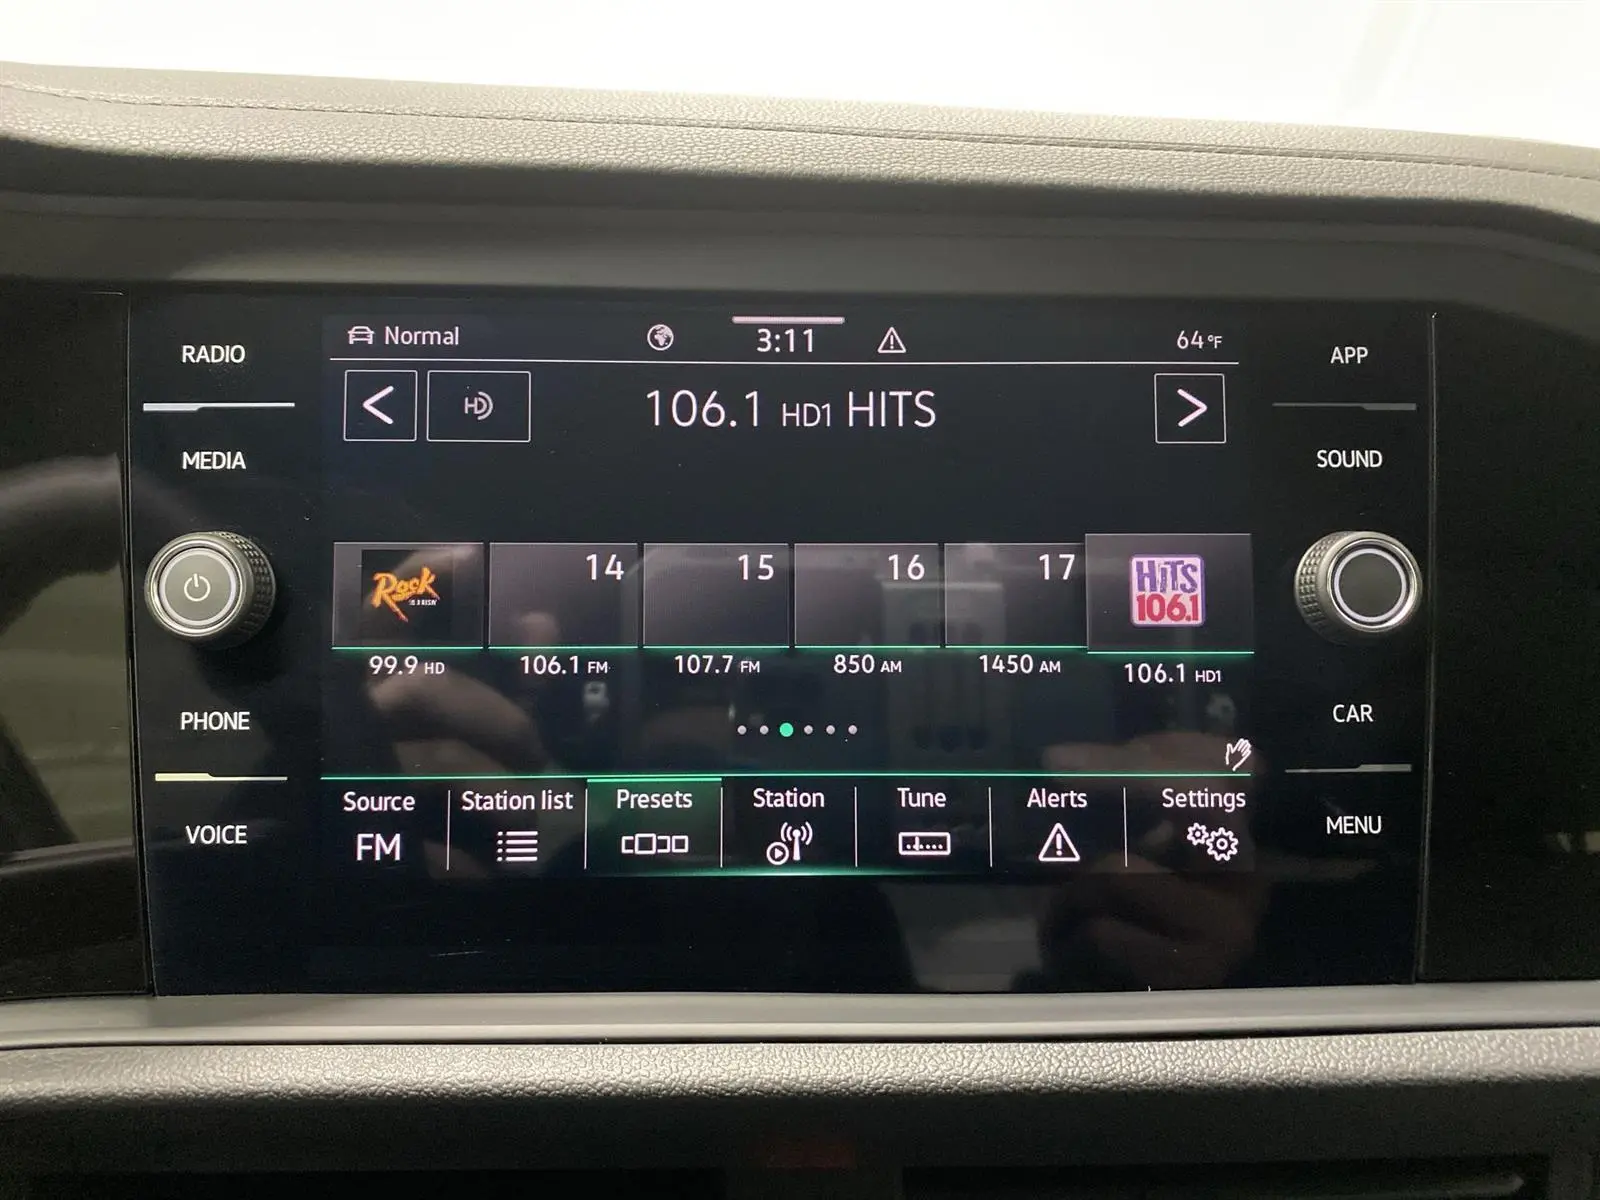 RADIO
MEDIA
PHONE
VOICE
Normal
3:11
64°F
HD
106.1 HD1 HITS
Rock
14
15
16
17
HITS
106.1
99.9 HD
106.1 FM
107.7 FM
850 AM
1450 AM
106.1 HD1
Source
FM
Station list
Presets
Station
Tune
Alerts
Settings
APP
SOUND
CAR
MENU